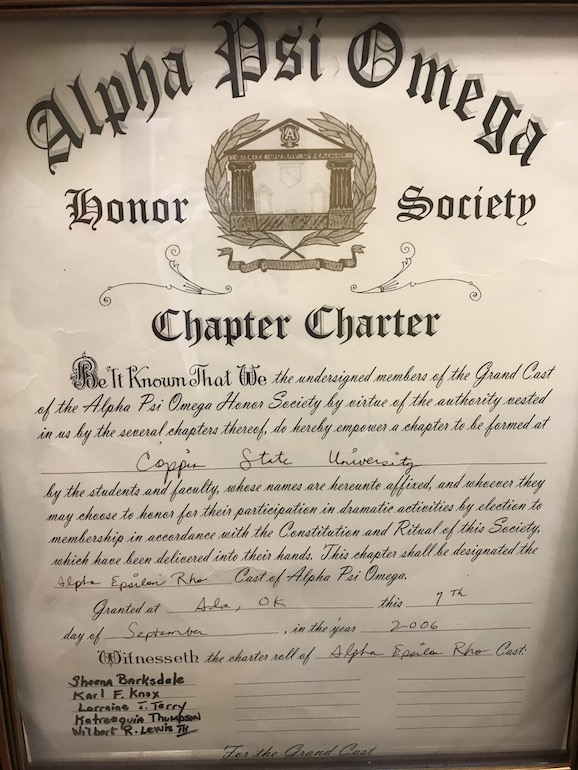 Alpha Psi Omega
A
Honor Society
Chapter Charter
Be It Known That We the undersigned members of the Grand Cast
of the Alpha Psi Omega Honor Society by virtue of the authority vested
in us by the several chapters thereof, do hereby empower a chapter to be formed at
Coppin State University
by the students and faculty, whose names are hereunto affixed, and whoever they
may choose to honor for their participation in dramatic activities by election to
membership in accordance with the Constitution and Ritual of this Society,
which have been delivered into their hands. This chapter shall be designated the
Alpha Epsilon Rho Cast of Alpha Psi Omega.
Granted at Ada, OK this 7th
day of September, in the year 2006
Witnesseth the charter roll of Alpha Epsilon Rho Cast:
Sheena Barksdale
Karl F. Knox
Lorraine T. Terry
Katraequia Thompson
Wilbert R. Lewis III
For the Grand Cast